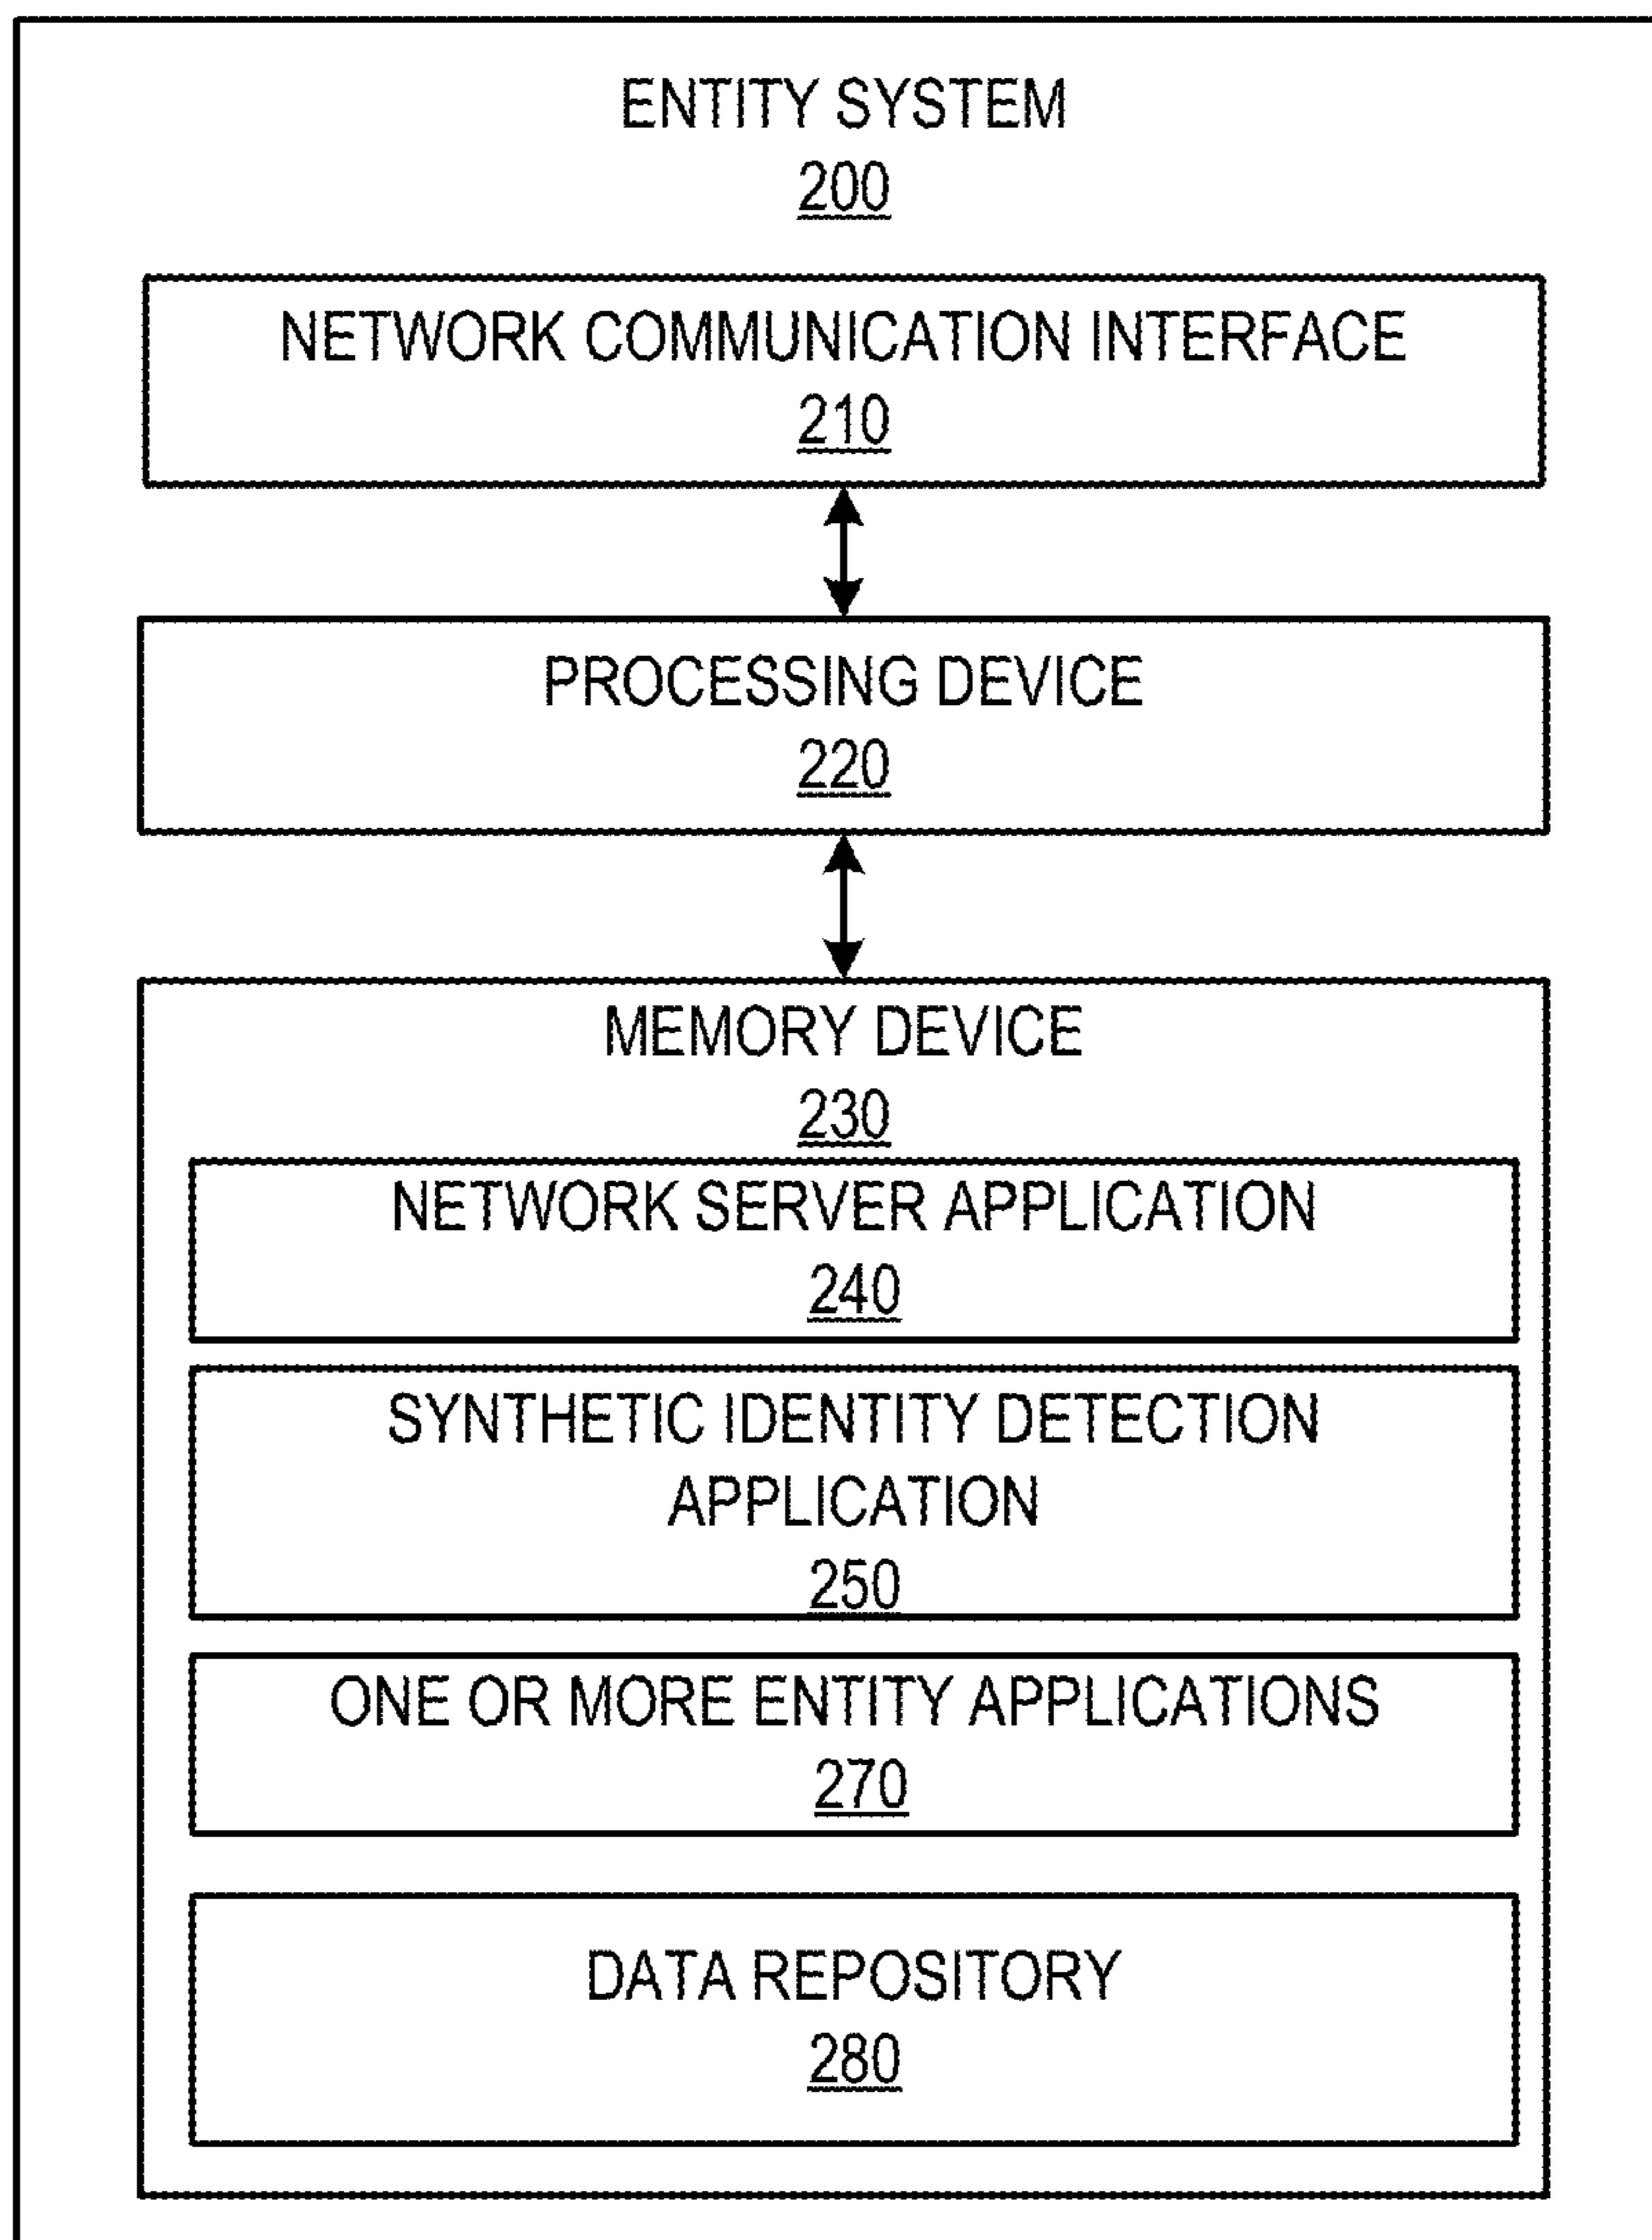 ENTITY SYSTEM
200
NETWORK COMMUNICATION INTERFACE
210
PROCESSING DEVICE
220
MEMORY DEVICE
230
NETWORK SERVER APPLICATION
240
SYNTHETIC IDENTITY DETECTION
APPLICATION
250
ONE OR MORE ENTITY APPLICATIONS
270
DATA REPOSITORY
280